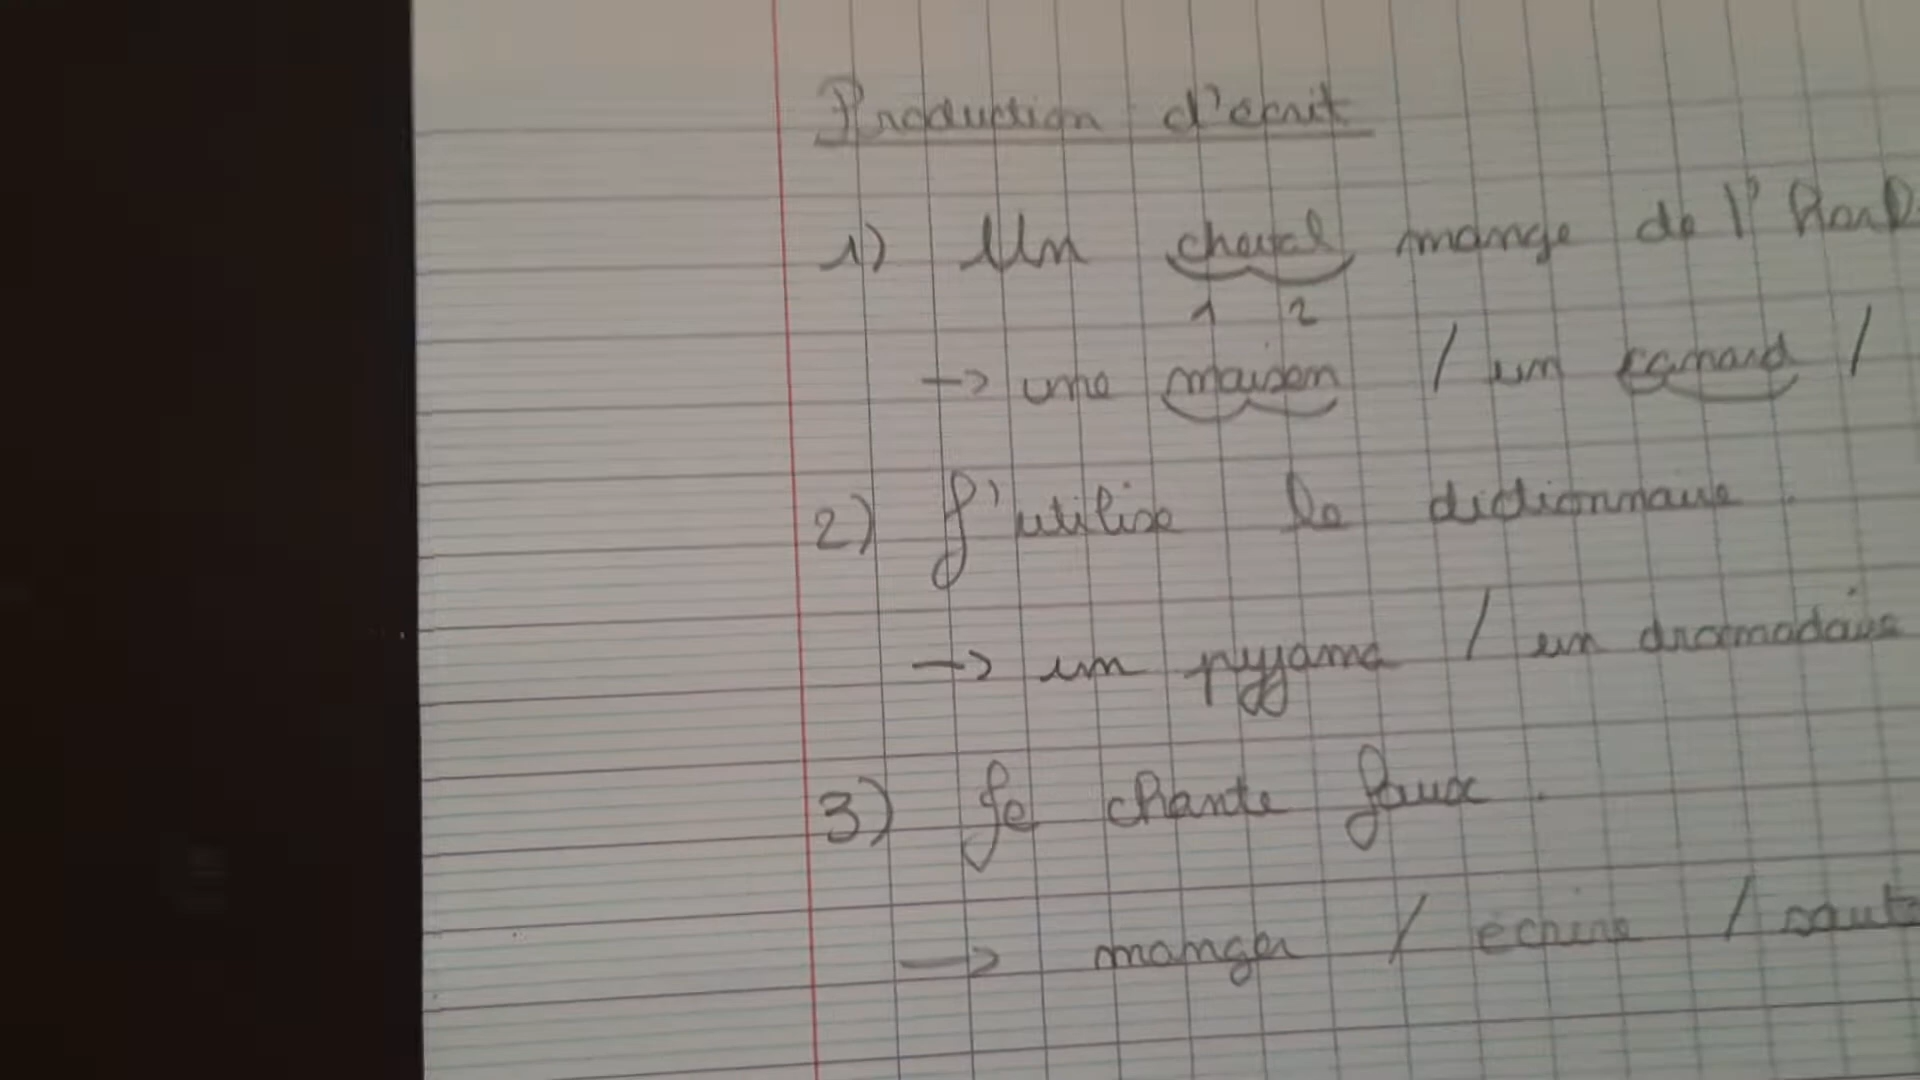 Production d'écrit
1) Un cheval mange de l'
1 2
→ une maison / un canard /
2) J'utilise le dictionnaire.
→ un pyjama / un dromadaire
3) Je chante faux.
→ manger / écrire /